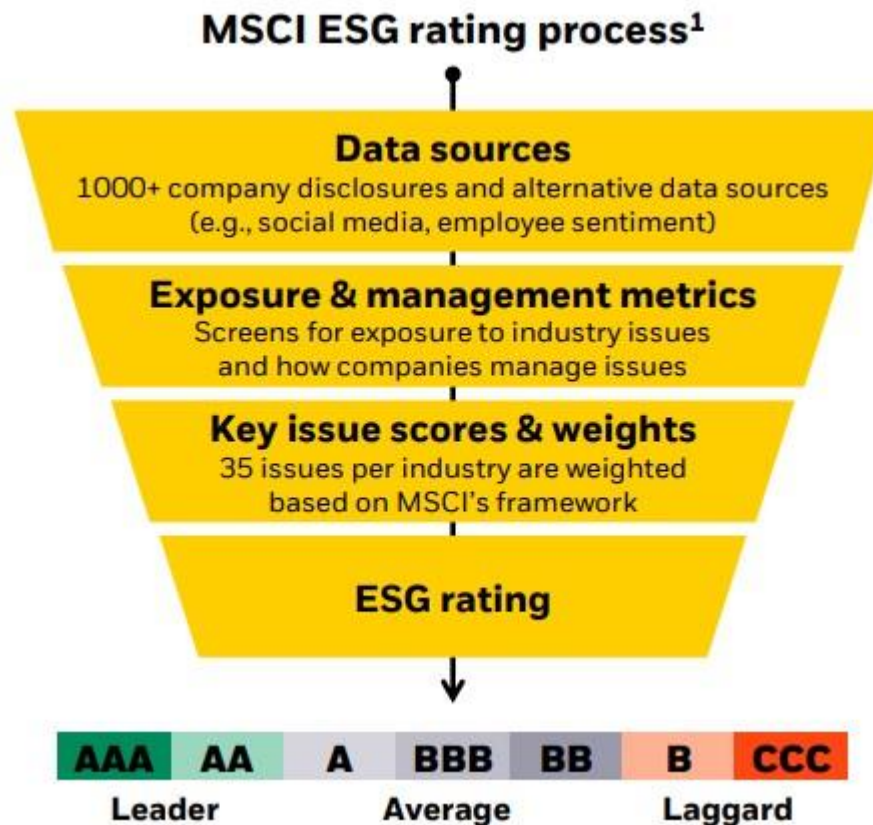 MSCI ESG rating process¹
Data sources
1000+ company disclosures and alternative data sources
(e.g., social media, employee sentiment)
Exposure & management metrics
Screens for exposure to industry issues
and how companies manage issues
Key issue scores & weights
35 issues per industry are weighted
based on MSCI's framework
ESG rating
AAA AA A BBB BB B CCC
Leader Average Laggard